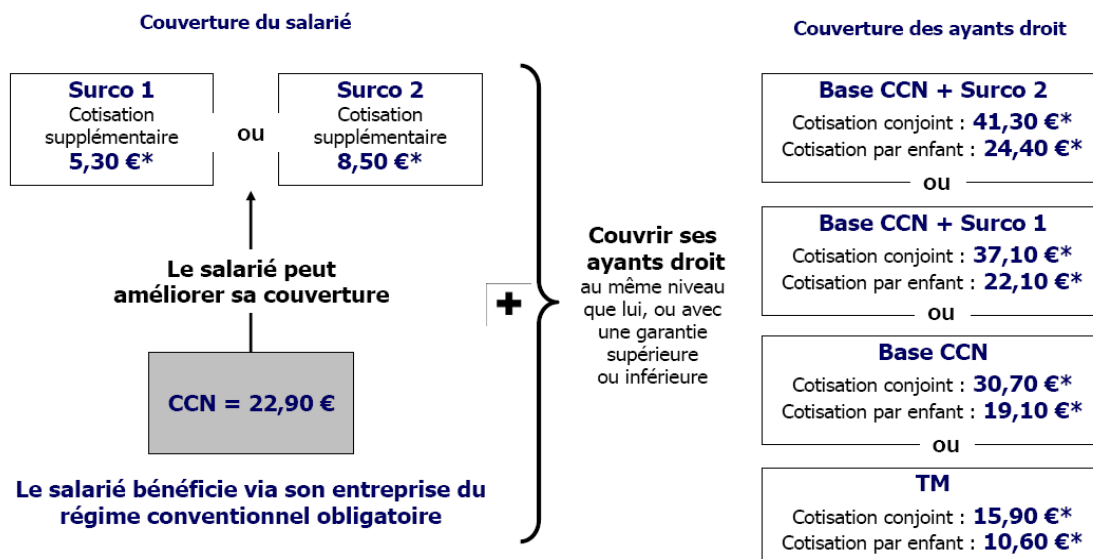 Couverture du salarié
Surco 1
Cotisation
supplémentaire
5,30 €*
ou
Surco 2
Cotisation
supplémentaire
8,50 €*
Le salarié peut
améliorer sa couverture
CCN = 22,90 €
Le salarié bénéficie via son entreprise du
régime conventionnel obligatoire
+
Couvrir ses
ayants droit
au même niveau
que lui, ou avec
une garantie
supérieure
ou inférieure
Couverture des ayants droit
Base CCN + Surco 2
Cotisation conjoint : 41,30 €*
Cotisation par enfant : 24,40 €*
ou
Base CCN + Surco 1
Cotisation conjoint : 37,10 €*
Cotisation par enfant : 22,10 €*
ou
Base CCN
Cotisation conjoint : 30,70 €*
Cotisation par enfant : 19,10 €*
ou
TM
Cotisation conjoint : 15,90 €*
Cotisation par enfant : 10,60 €*